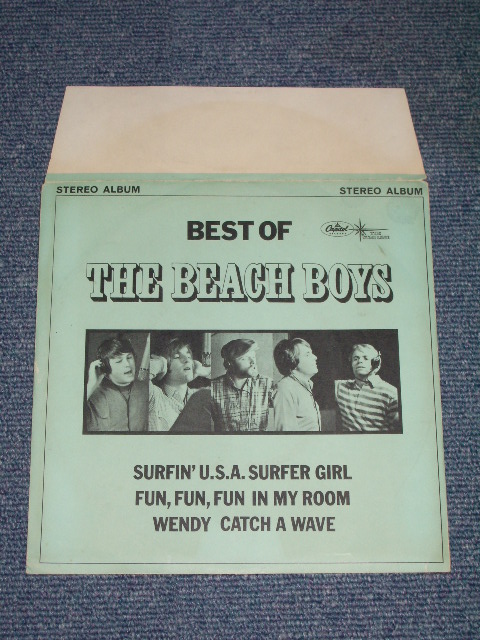 STEREO ALBUM
STEREO ALBUM
BEST OF
Capitol
THE BEACH BOYS
SURFIN' U.S.A. SURFER GIRL
FUN, FUN, FUN IN MY ROOM
WENDY CATCH A WAVE